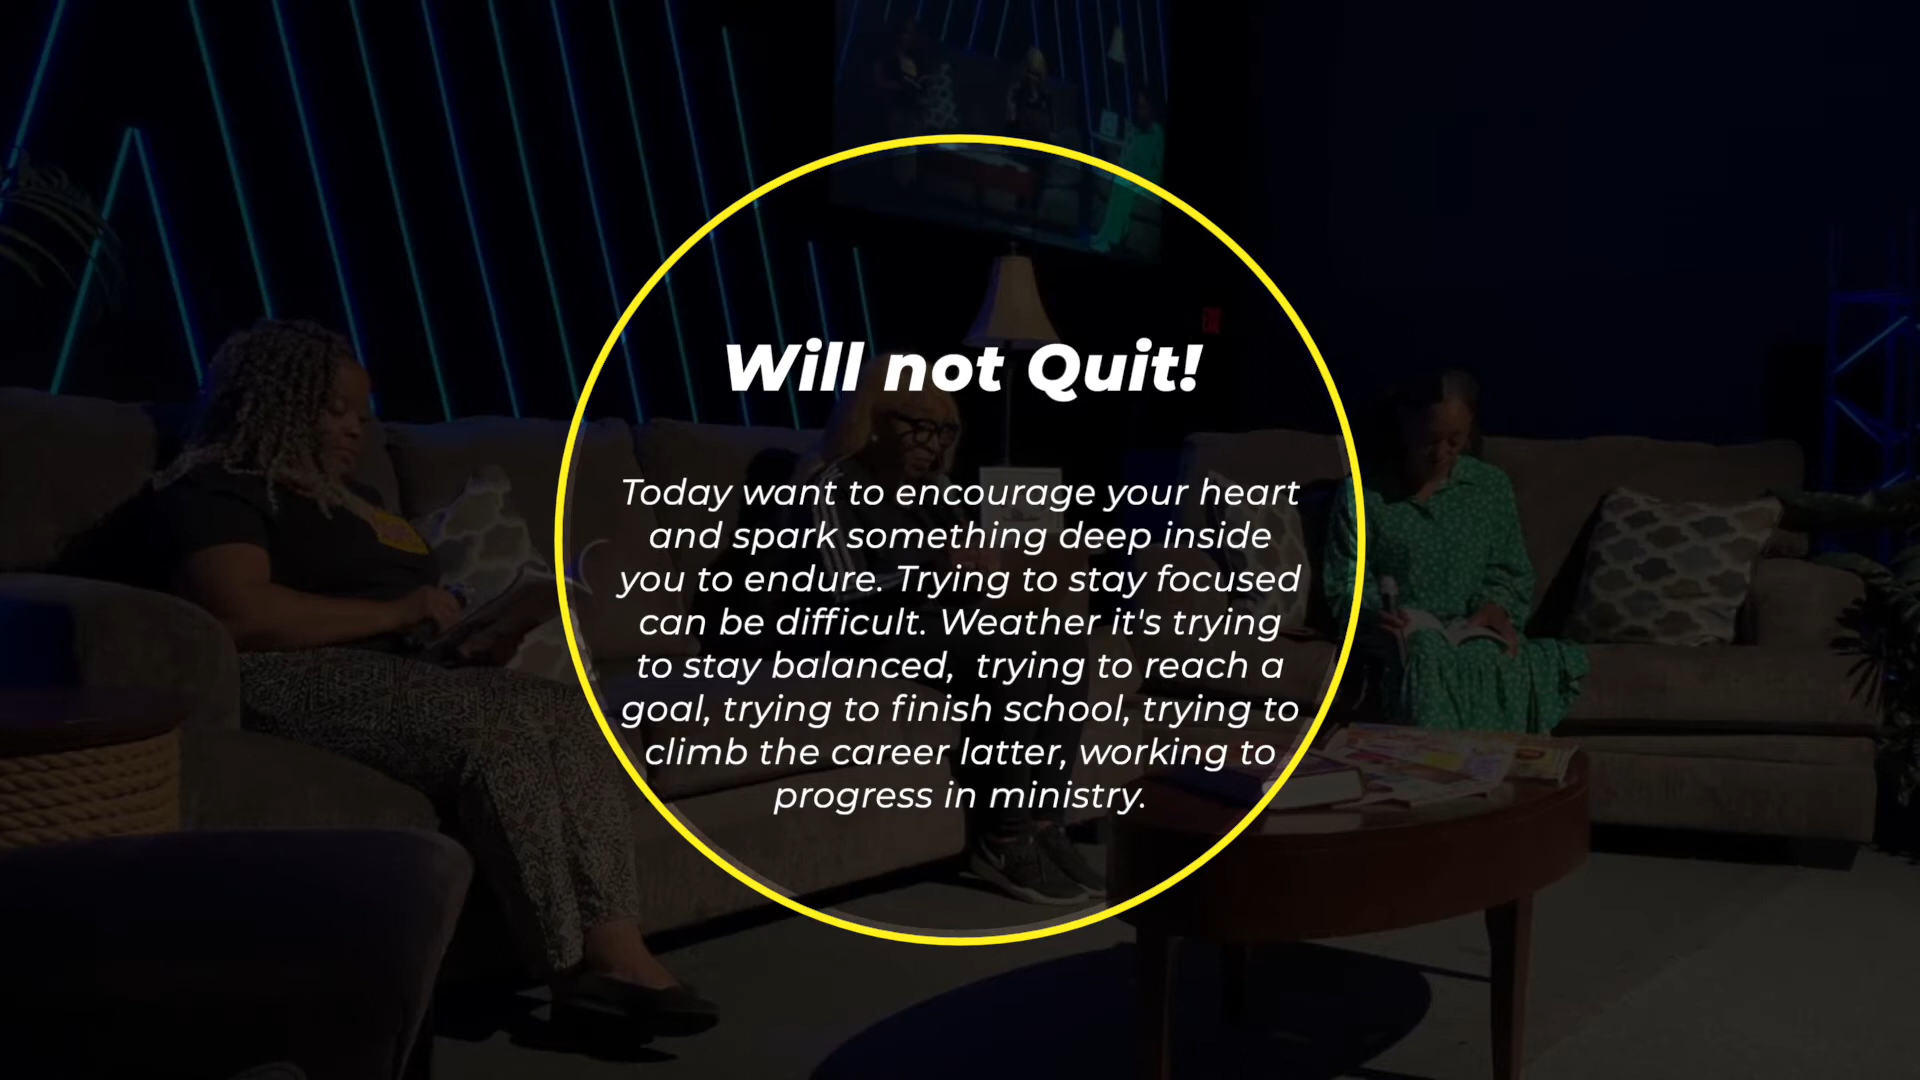 Will not Quit!
Today want to encourage your heart
and spark something deep inside
you to endure. Trying to stay focused
can be difficult. Weather it's trying
to stay balanced,  trying to reach a
goal, trying to finish school, trying to
climb the career latter, working to
progress in ministry.